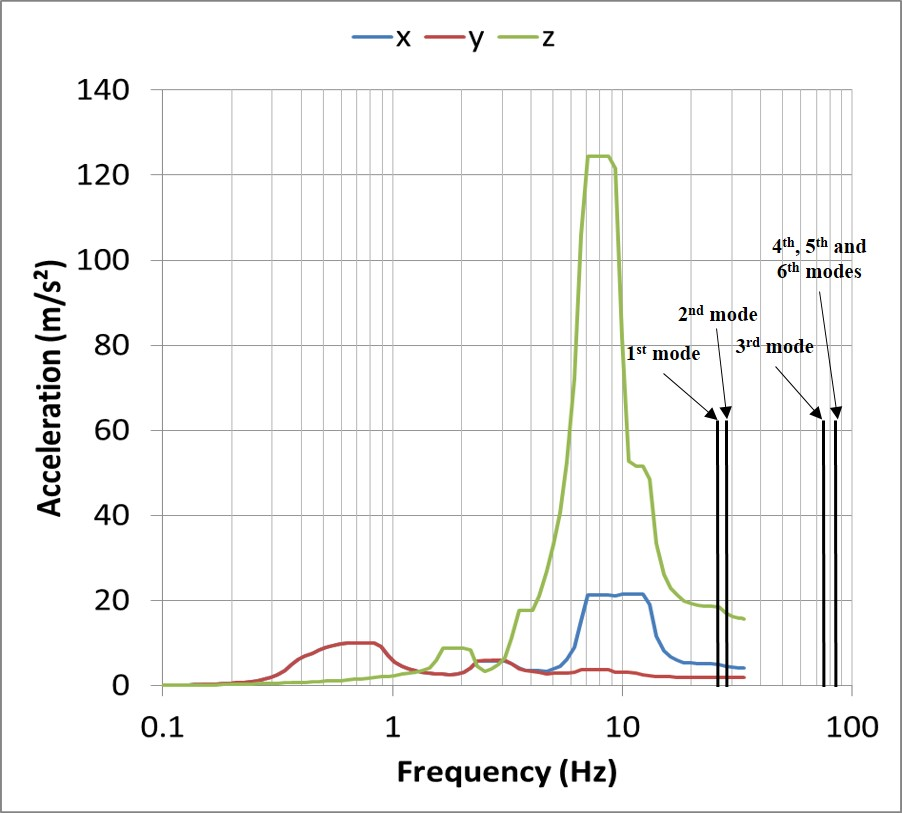 x y z
140
120
100
80
60
40
20
0
Acceleration (m/s²)
4th, 5th and
6th modes
2nd mode
1st mode
3rd mode
0.1 1 10 100
Frequency (Hz)